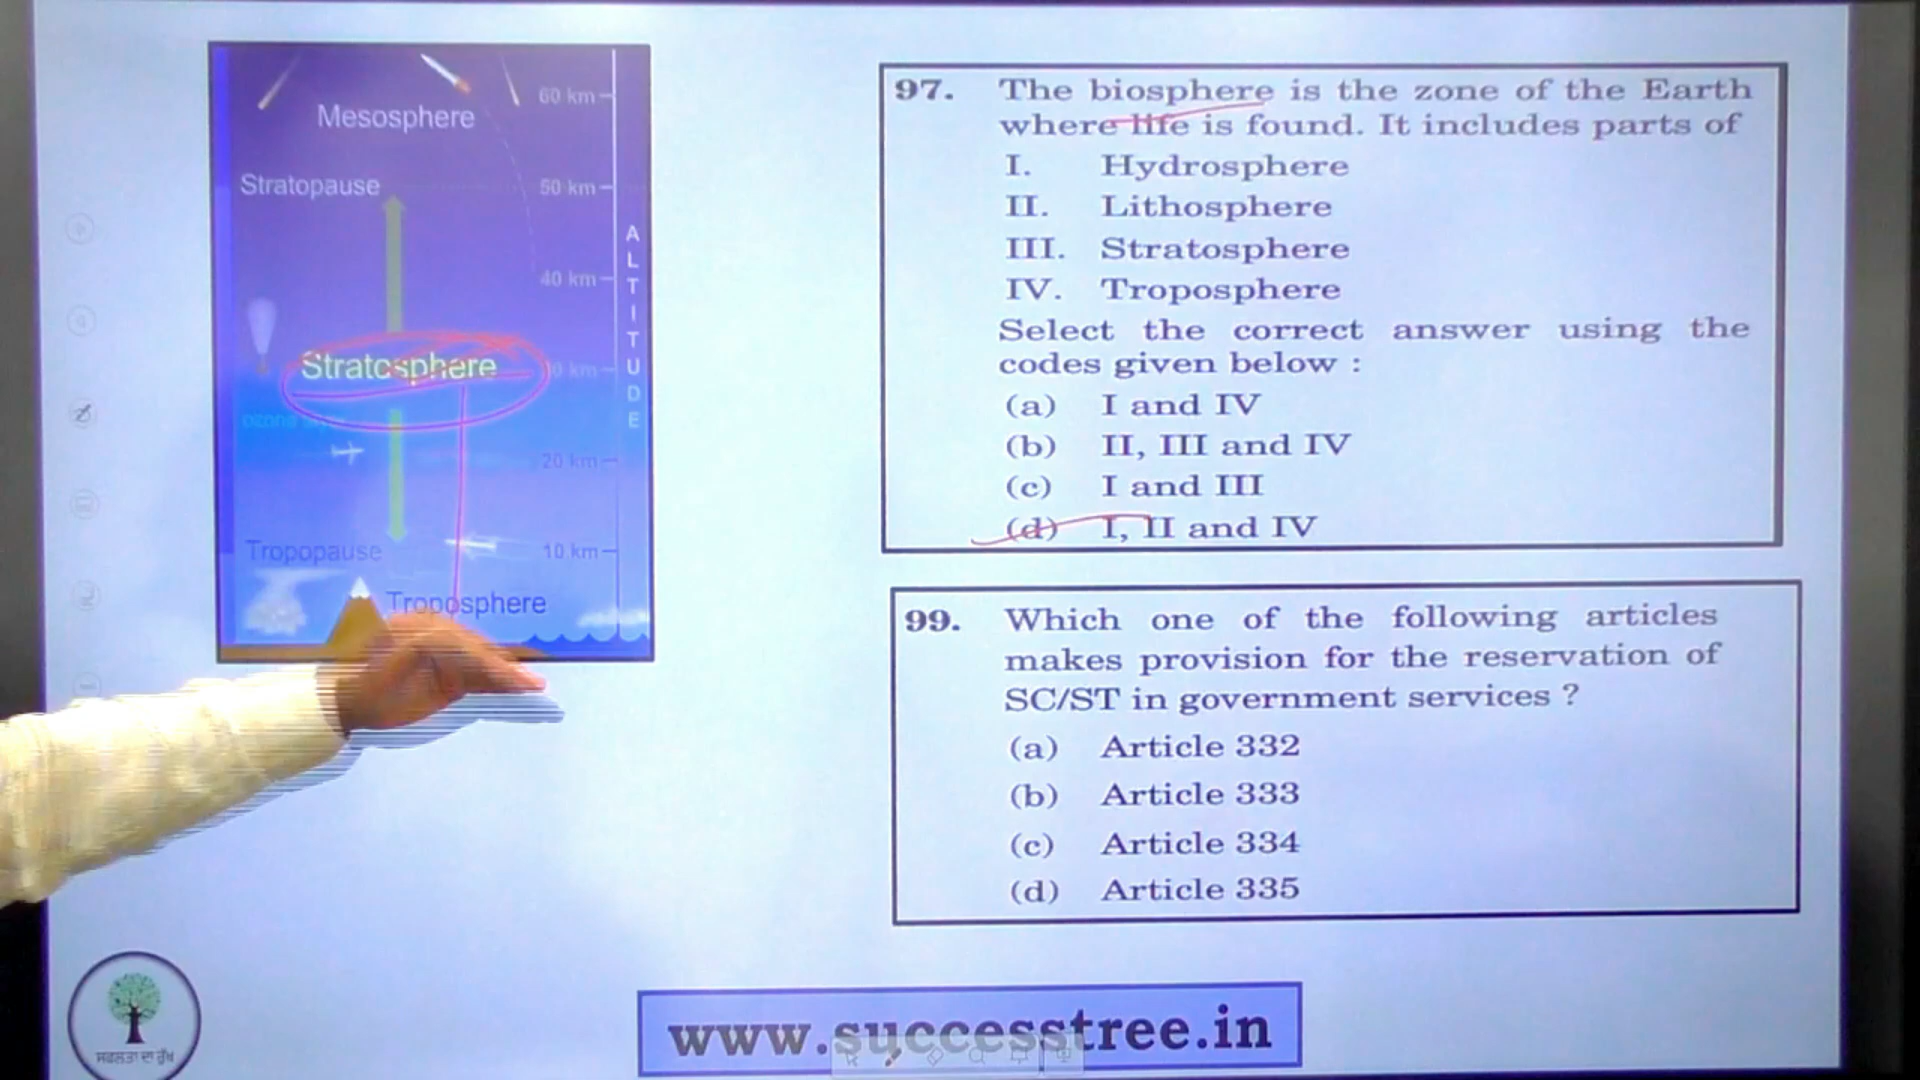 60 km
Mesosphere
Stratopause
50 km
ALTITUDE
40 km
Stratosphere
20 km
Tropopause
10 km
Troposphere
97. The biosphere is the zone of the Earth
where life is found. It includes parts of
I. Hydrosphere
II. Lithosphere
III. Stratosphere
IV. Troposphere
Select the correct answer using the
codes given below :
(a) I and IV
(b) II, III and IV
(c) I and III
(d) I, II and IV
99. Which one of the following articles
makes provision for the reservation of
SC/ST in government services ?
(a) Article 332
(b) Article 333
(c) Article 334
(d) Article 335
ਸਫਲਤਾ ਦਾ ਰੁੱਖ
www.successtree.in